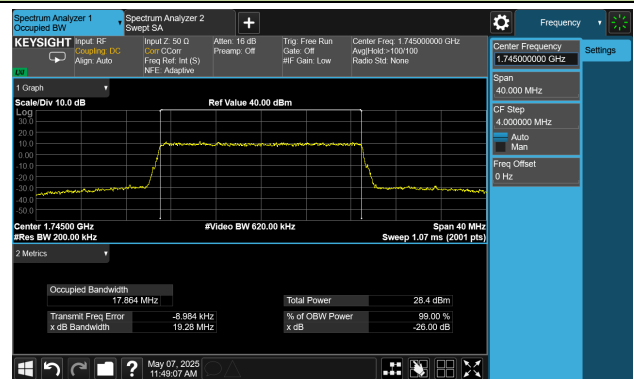 Spectrum Analyzer 1
Occupied BW
Spectrum Analyzer 2
Swept SA
Frequency
KEYSIGHT
Input: RF
Coupling: DC
Align: Auto
Input Z: 50 Ω
Corr CCorr
Freq Ref: Int (S)
NFE: Adaptive
Atten: 16 dB
Preamp: Off
Trig: Free Run
Gate: Off
#IF Gain: Low
Center Freq: 1.745000000 GHz
Avg|Hold:>100/100
Radio Std: None
Center Frequency
1.745000000 GHz
Settings
Span
40.000 MHz
CF Step
4.000000 MHz
Auto
Man
Freq Offset
0 Hz
1 Graph
Scale/Div 10.0 dB
Ref Value 40.00 dBm
Log
30.0
20.0
10.0
0.00
-10.0
-20.0
-30.0
-40.0
-50.0
Center 1.74500 GHz
#Video BW 620.00 kHz
Span 40 MHz
#Res BW 200.00 kHz
Sweep 1.07 ms (2001 pts)
2 Metrics
Occupied Bandwidth
17.864 MHz
Total Power
28.4 dBm
Transmit Freq Error
-8.984 kHz
% of OBW Power
99.00 %
x dB Bandwidth
19.28 MHz
x dB
-26.00 dB
May 07, 2025
11:49:07 AM